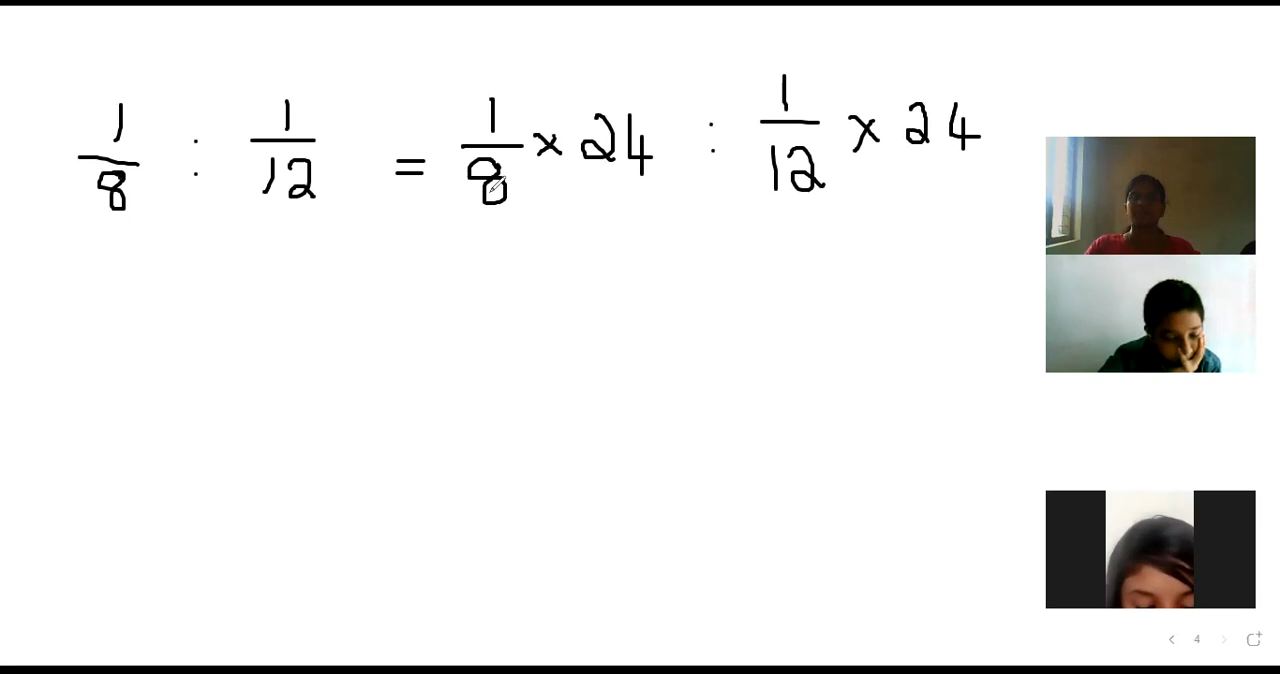 1/8 : 1/12 = 1/8 × 24 : 1/12 × 24
4